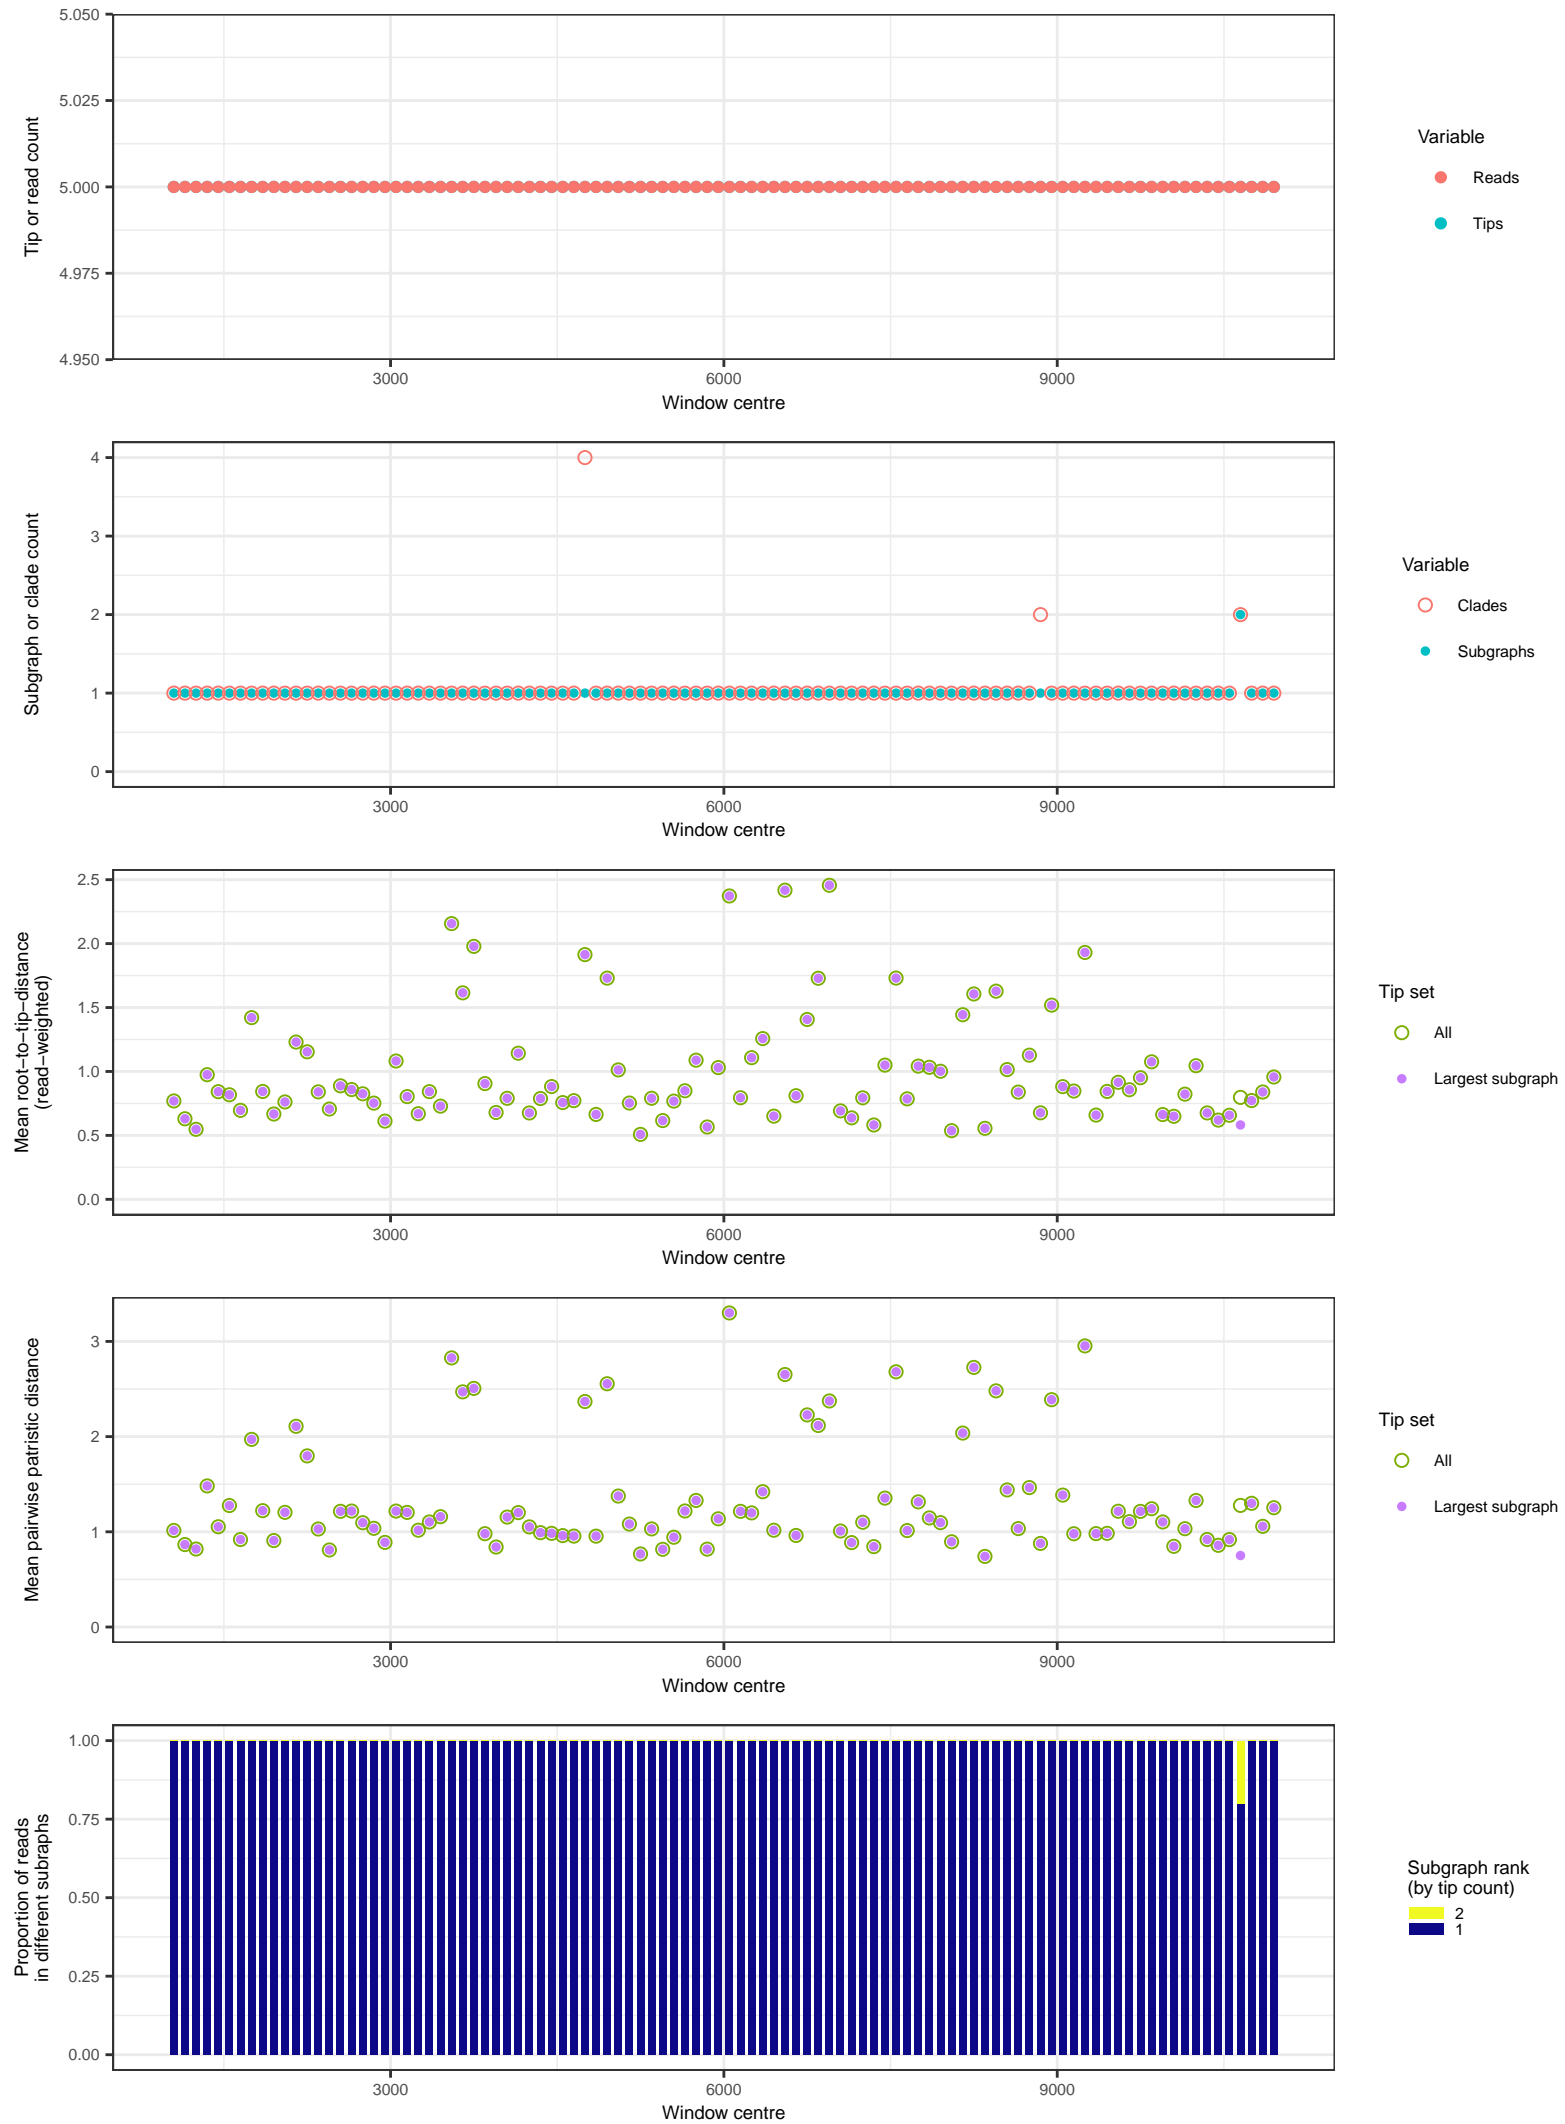 5.050
5.025
5.000
4.975
4.950
Tip or read count
3000
6000
9000
Window centre
Variable
Reads
Tips
4
3
2
1
0
Subgraph or clade count
3000
6000
9000
Window centre
Variable
Clades
Subgraphs
2.5
2.0
1.5
1.0
0.5
0.0
Mean root−to−tip−distance
(read−weighted)
3000
6000
9000
Window centre
Tip set
All
Largest subgraph
3
2
1
0
Mean pairwise patristic distance
3000
6000
9000
Window centre
Tip set
All
Largest subgraph
1.00
0.75
0.50
0.25
0.00
Proportion of reads
in different subraphs
3000
6000
9000
Window centre
Subgraph rank
(by tip count)
2
1